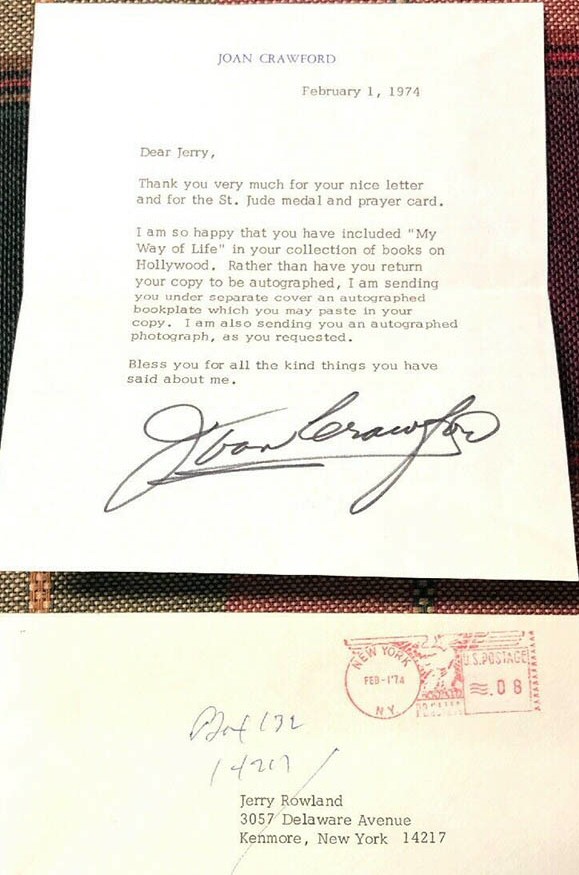 JOAN CRAWFORD
February 1, 1974
Dear Jerry,
Thank you very much for your nice letter
and for the St. Jude medal and prayer card.
I am so happy that you have included "My
Way of Life" in your collection of books on
Hollywood. Rather than have you return
your copy to be autographed, I am sending
you under separate cover an autographed
bookplate which you may paste in your
copy. I am also sending you an autographed
photograph, as you requested.
Bless you for all the kind things you have
said about me.
Joan Crawford
NEW YORK
FEB-1'74
N.Y.
U.S. POSTAGE
.08
Box 132
14217
Jerry Rowland
3057 Delaware Avenue
Kenmore, New York 14217